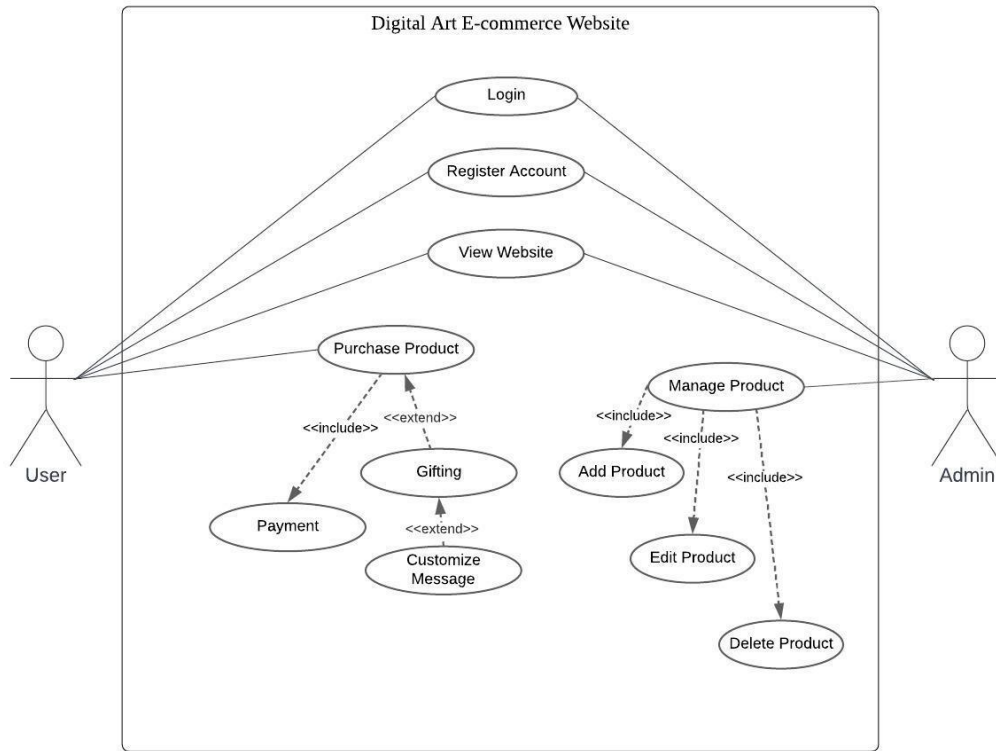 Digital Art E-commerce Website
Login
Register Account
View Website
Purchase Product
Manage Product
<<include>>
<<extend>>
<<include>>
<<include>>
<<include>>
Gifting
Add Product
User
Admin
Payment
<<extend>>
Customize
Message
Edit Product
Delete Product